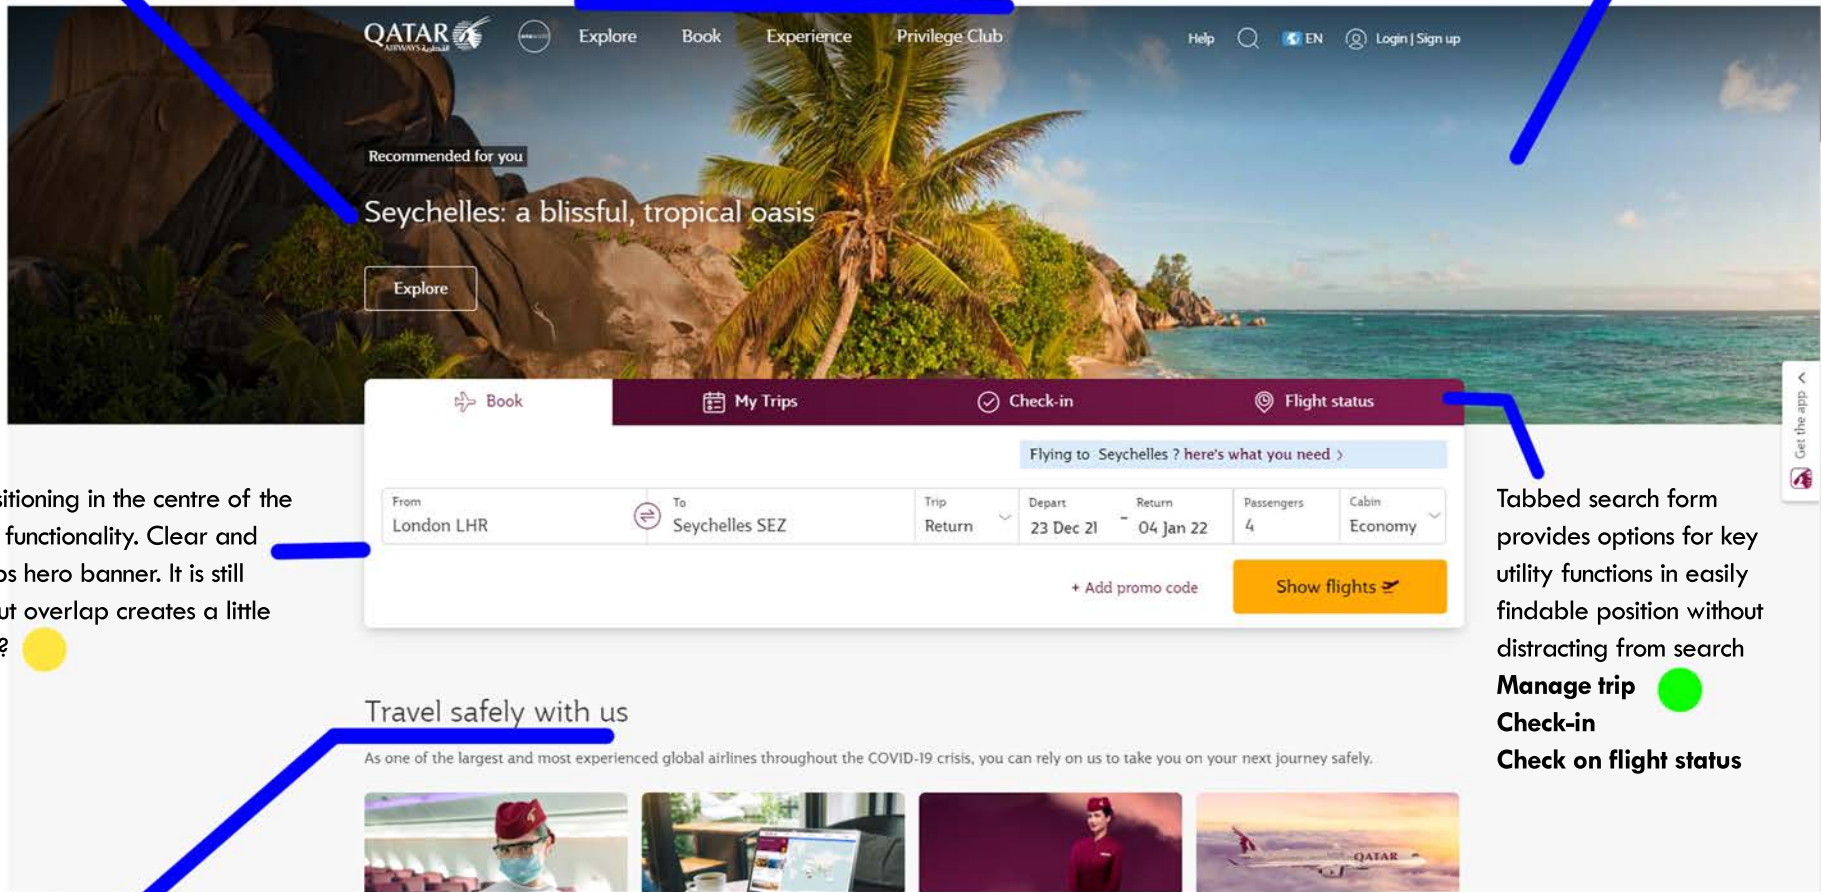 QATAR
AIRWAYS القطرية
oneworld
Explore
Book
Experience
Privilege Club
Help
EN
Login | Sign up
Recommended for you
Seychelles: a blissful, tropical oasis
Explore
Book
My Trips
Check-in
Flight status
Get the app
Flying to Seychelles ? here's what you need >
From
London LHR
To
Seychelles SEZ
Trip
Return
Depart
23 Dec 21
-
Return
04 Jan 22
Passengers
4
Cabin
Economy
+ Add promo code
Show flights
sitioning in the centre of the
functionality. Clear and
ps hero banner. It is still
ut overlap creates a little
?
Tabbed search form
provides options for key
utility functions in easily
findable position without
distracting from search
Manage trip
Check-in
Check on flight status
Travel safely with us
As one of the largest and most experienced global airlines throughout the COVID-19 crisis, you can rely on us to take you on your next journey safely.
QATAR